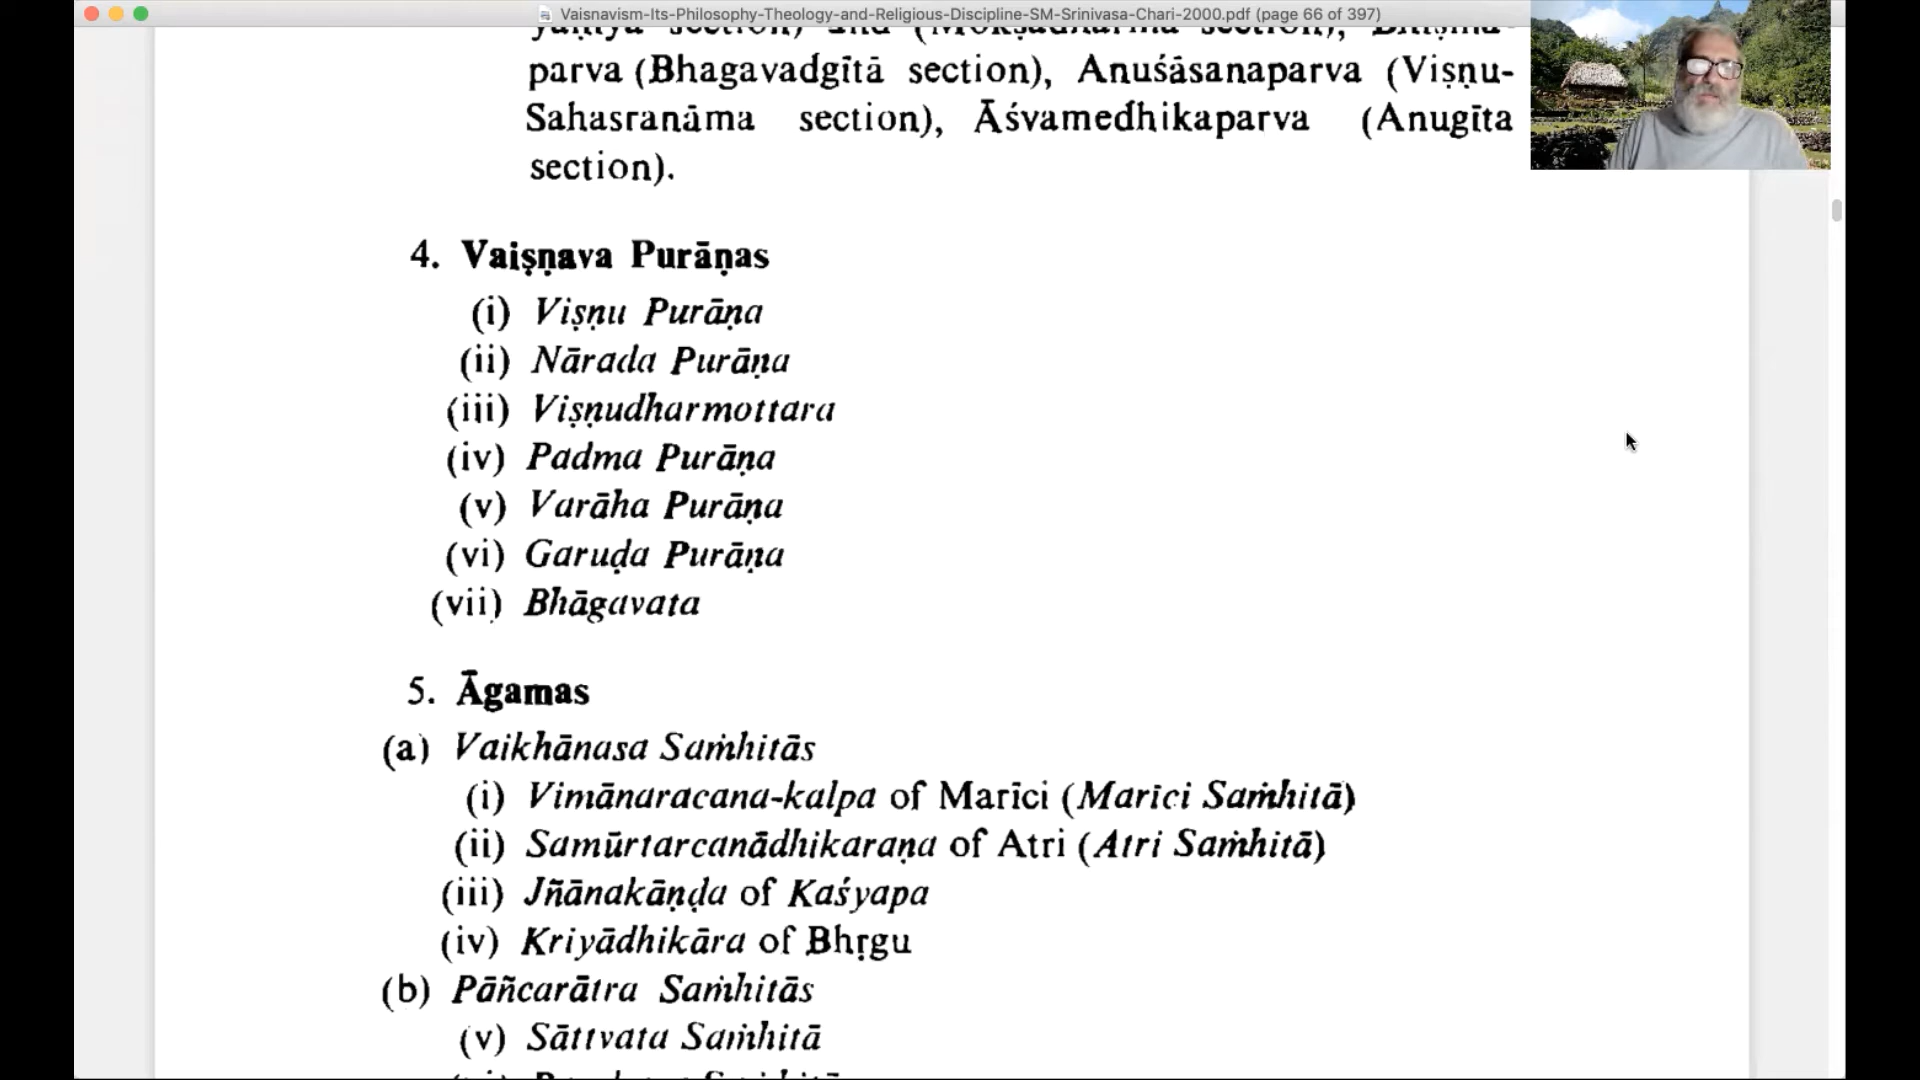 Vaisnavism-Its-Philosophy-Theology-and-Religious-Discipline-SM-Srinivasa-Chari-2000.pdf (page 66 of 397)
parva (Bhagavadgītā section), Anuśāsanaparva (Viṣṇu-
Sahasranāma section), Āśvamedhikaparva (Anugīta
section).
4. Vaiṣṇava Purāṇas
(i) Viṣṇu Purāṇa
(ii) Nārada Purāṇa
(iii) Viṣṇudharmottara
(iv) Padma Purāṇa
(v) Varāha Purāṇa
(vi) Garuḍa Purāṇa
(vii) Bhāgavata
5. Āgamas
(a) Vaikhānasa Saṁhitās
(i) Vimānaracana-kalpa of Marīci (Marīci Saṁhitā)
(ii) Samūrtarcanādhikaraṇa of Atri (Atri Saṁhitā)
(iii) Jñānakāṇḍa of Kaśyapa
(iv) Kriyādhikāra of Bhṛgu
(b) Pāñcarātra Saṁhitās
(v) Sāttvata Saṁhitā